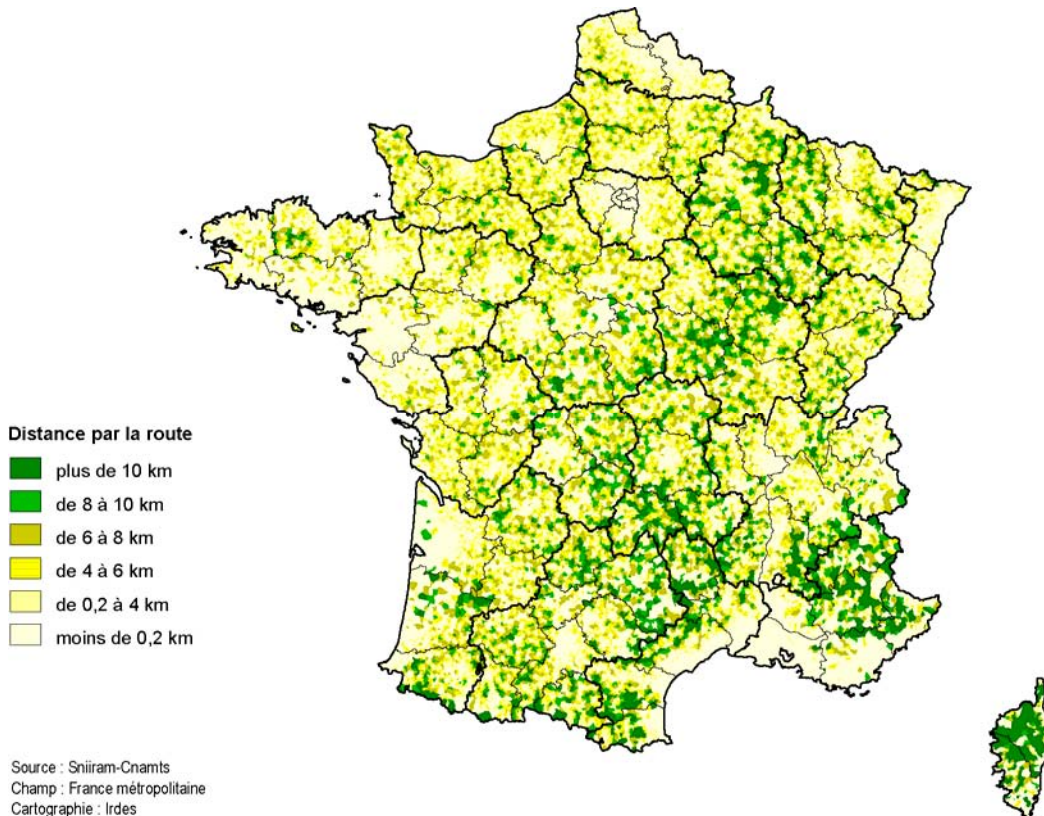 Distance par la route
plus de 10 km
de 8 à 10 km
de 6 à 8 km
de 4 à 6 km
de 0,2 à 4 km
moins de 0,2 km
Source : Sniiram-Cnamts
Champ : France métropolitaine
Cartographie : Irdes